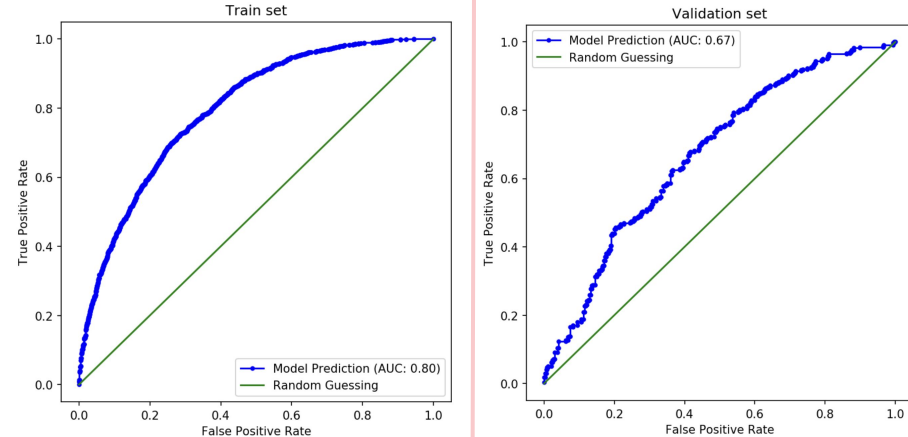 Train set
1.0
0.8
0.6
0.4
0.2
0.0
True Positive Rate
0.0 0.2 0.4 0.6 0.8 1.0
False Positive Rate
Model Prediction (AUC: 0.80)
Random Guessing
Validation set
Model Prediction (AUC: 0.67)
Random Guessing
1.0
0.8
0.6
0.4
0.2
0.0
True Positive Rate
0.0 0.2 0.4 0.6 0.8 1.0
False Positive Rate